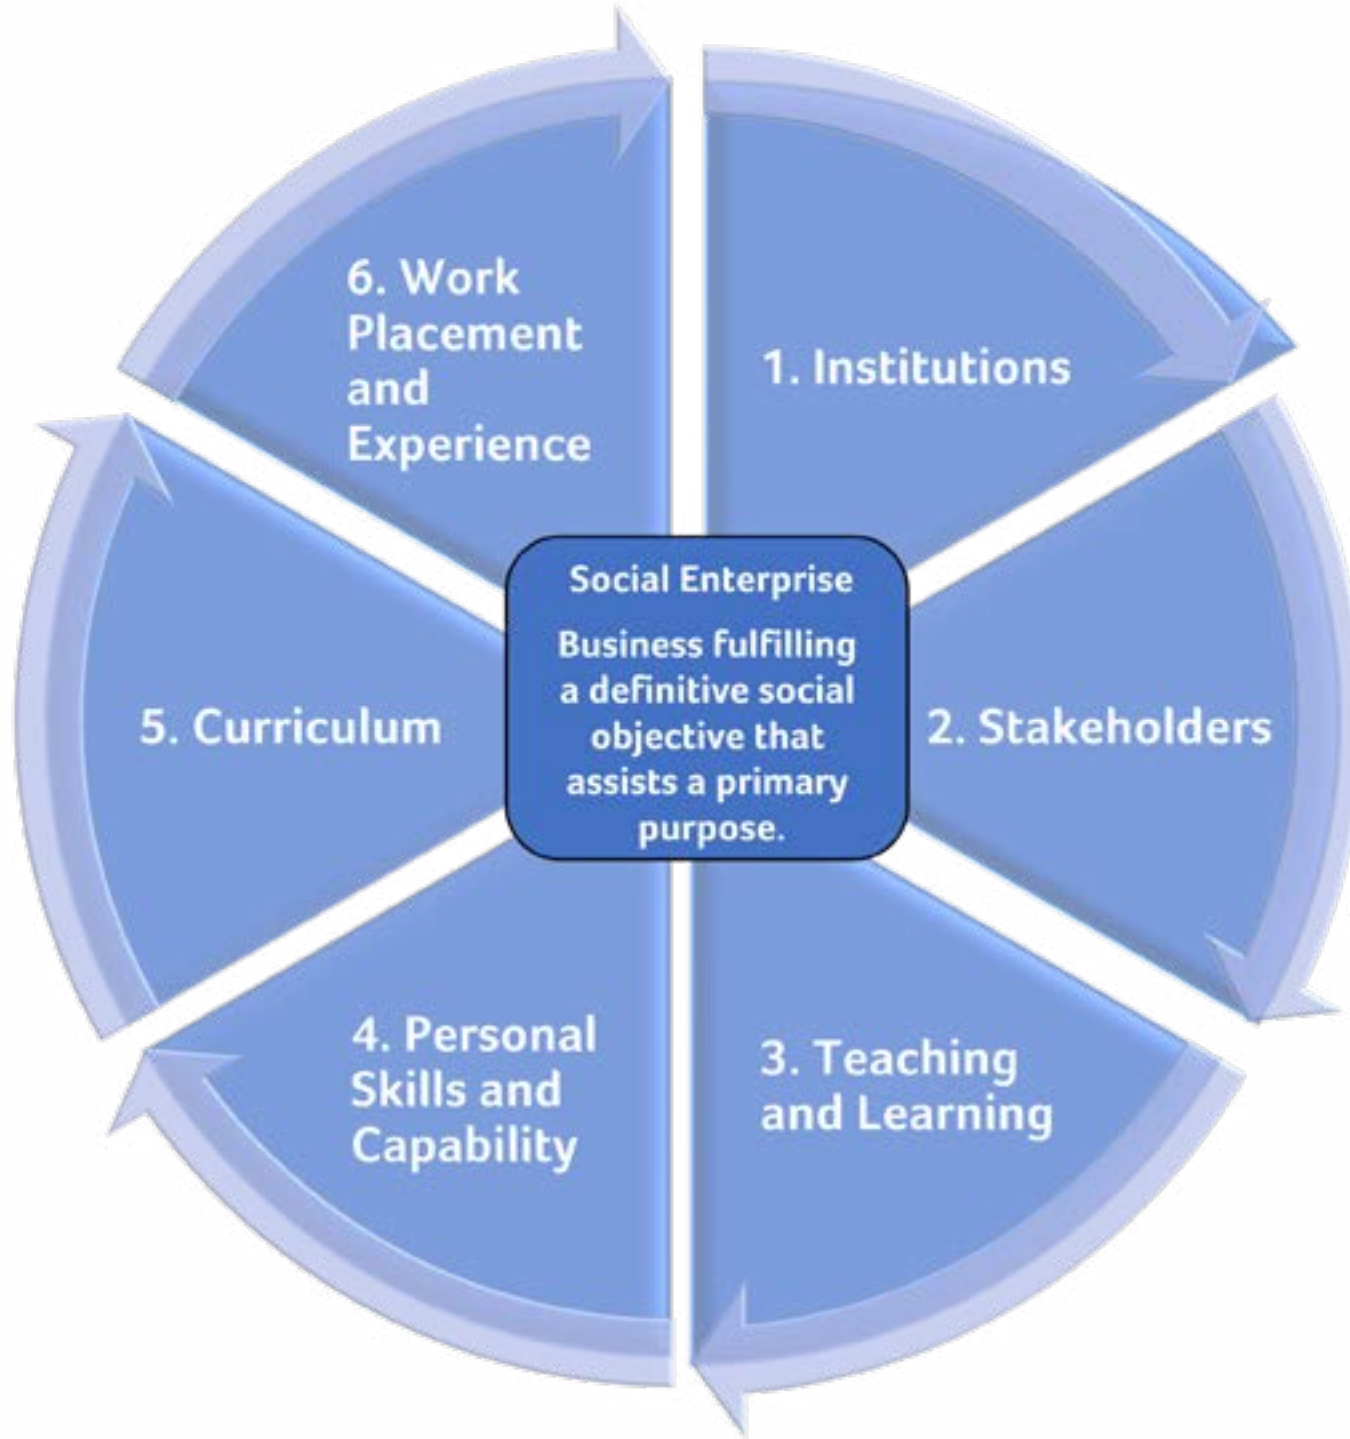 1. Institutions
2. Stakeholders
3. Teaching
and Learning
4. Personal
Skills and
Capability
5. Curriculum
6. Work
Placement
and
Experience
Social Enterprise
Business fulfilling
a definitive social
objective that
assists a primary
purpose.